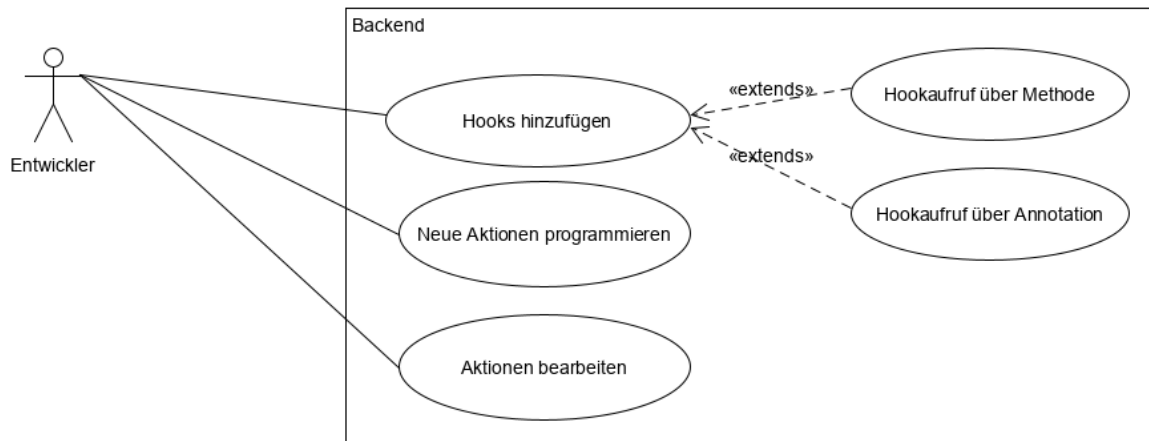 Backend
Entwickler
Hooks hinzufügen
«extends»
Hookaufruf über Methode
«extends»
Hookaufruf über Annotation
Neue Aktionen programmieren
Aktionen bearbeiten